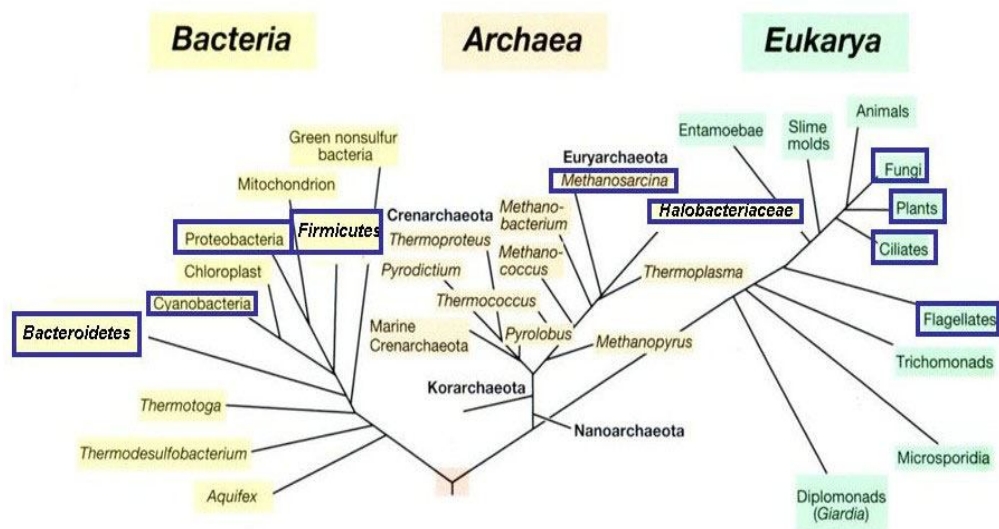 Bacteria
Archaea
Eukarya
Green nonsulfur
bacteria
Mitochondrion
Proteobacteria
Firmicutes
Chloroplast
Cyanobacteria
Bacteroidetes
Thermotoga
Thermodesulfobacterium
Aquifex
Crenarchaeota
Thermoproteus
Pyrodictium
Thermococcus
Marine
Crenarchaeota
Pyrolobus
Korarchaeota
Nanoarchaeota
Euryarchaeota
Methanosarcina
Methano-
bacterium
Methano-
coccus
Halobacteriaceae
Thermoplasma
Methanopyrus
Entamoebae
Slime
molds
Animals
Fungi
Plants
Ciliates
Flagellates
Trichomonads
Microsporidia
Diplomonads
(Giardia)